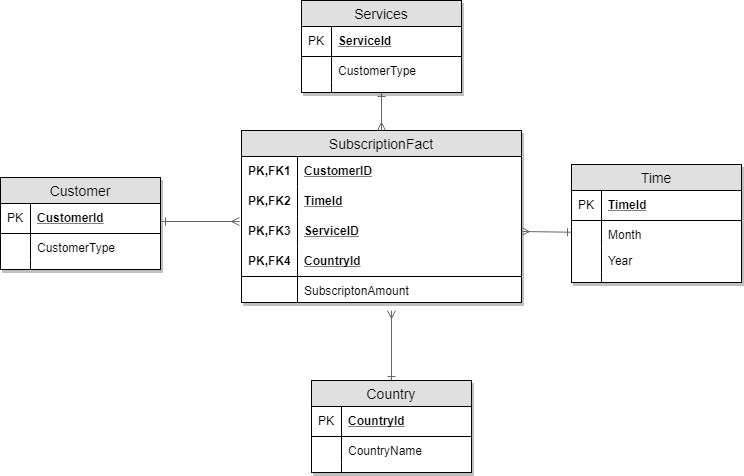 Services
PK ServiceId
CustomerType
SubscriptionFact
PK,FK1 CustomerID
PK,FK2 TimeId
PK,FK3 ServiceID
PK,FK4 CountryId
SubscriptonAmount
Customer
PK CustomerId
CustomerType
Time
PK TimeId
Month
Year
Country
PK CountryId
CountryName